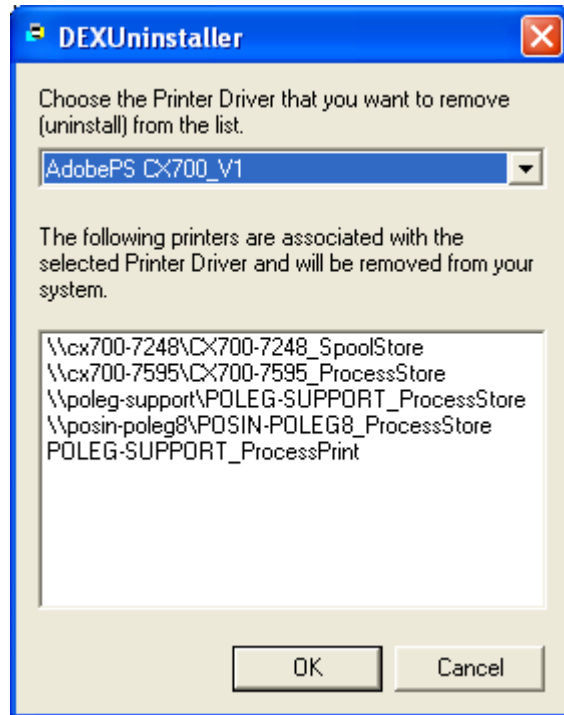 DEXUninstaller
Choose the Printer Driver that you want to remove
(uninstall) from the list.
AdobePS CX700_V1
The following printers are associated with the
selected Printer Driver and will be removed from your
system.
\\cx700-7248\CX700-7248_SpoolStore
\\cx700-7595\CX700-7595_ProcessStore
\\poleg-support\POLEG-SUPPORT_ProcessStore
\\posin-poleg8\POSIN-POLEG8_ProcessStore
POLEG-SUPPORT_ProcessPrint
OK Cancel